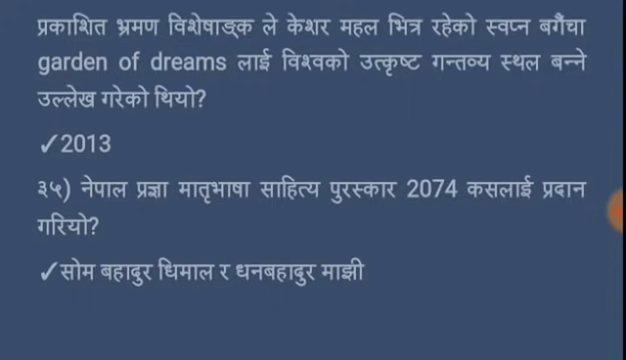 प्रकाशित भ्रमण विशेषाङ्क ले केशर महल भित्र रहेको स्वप्न बगैंचा
garden of dreams लाई विश्वको उत्कृष्ट गन्तव्य स्थल बन्ने
उल्लेख गरेको थियो?
✓2013
३५) नेपाल प्रज्ञा मातृभाषा साहित्य पुरस्कार 2074 कसलाई प्रदान
गरियो?
✓सोम बहादुर धिमाल र धनबहादुर माझी